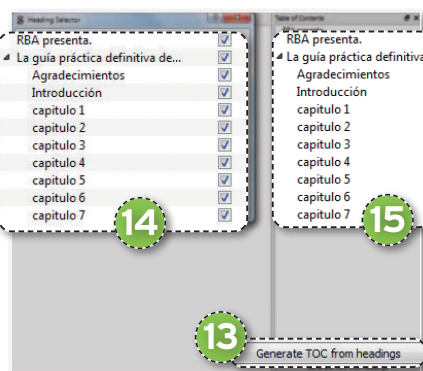 Heading Selector
RBA presenta.
La guía práctica definitiva de...
Agradecimientos
Introducción
capitulo 1
capitulo 2
capitulo 3
capitulo 4
capitulo 5
capitulo 6
capitulo 7
14
Table of Contents
RBA presenta.
La guía práctica definitiva
Agradecimientos
Introducción
capitulo 1
capitulo 2
capitulo 3
capitulo 4
capitulo 5
capitulo 6
capitulo 7
15
13
Generate TOC from headings